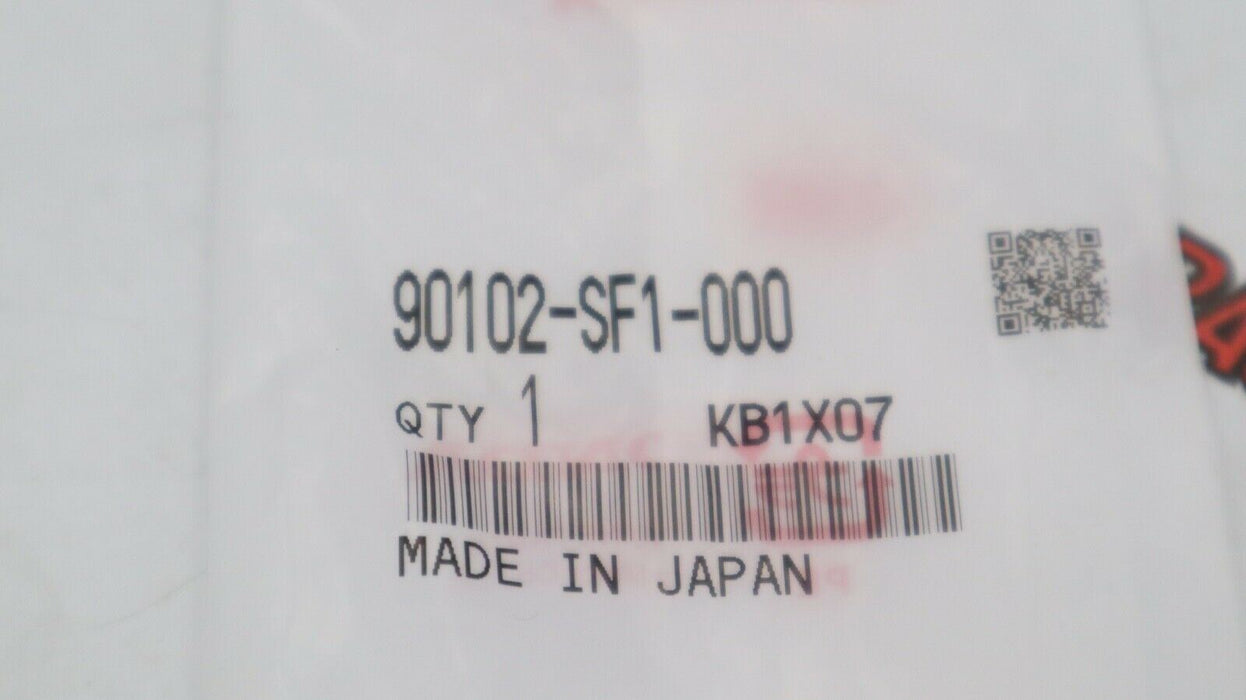 90102-SF1-000
QTY 1 KB1X07
MADE IN JAPAN